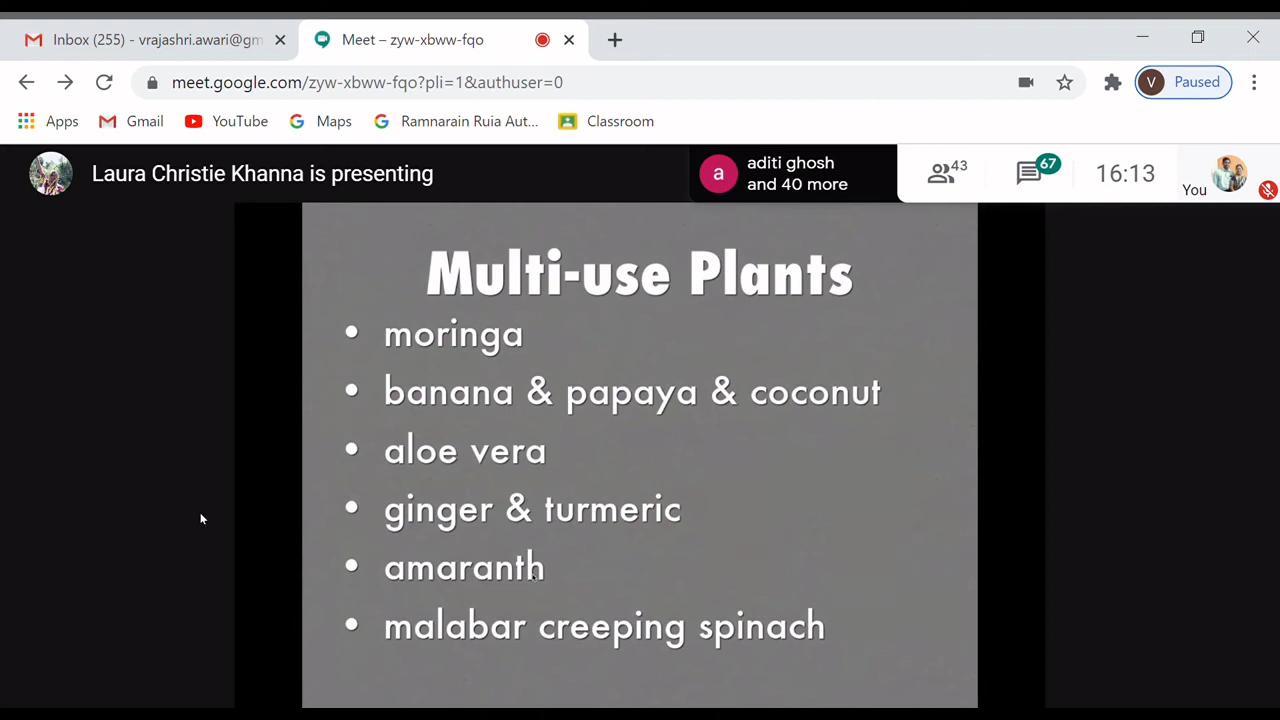 Inbox (255) - vrajashri.awari@gm
Meet – zyw-xbww-fqo
meet.google.com/zyw-xbww-fqo?pli=1&authuser=0
V Paused
Apps Gmail YouTube Maps Ramnarain Ruia Aut... Classroom
Laura Christie Khanna is presenting
a
aditi ghosh
and 40 more
43
67
16:13
You
Multi-use Plants
• moringa
• banana & papaya & coconut
• aloe vera
• ginger & turmeric
• amaranth
• malabar creeping spinach